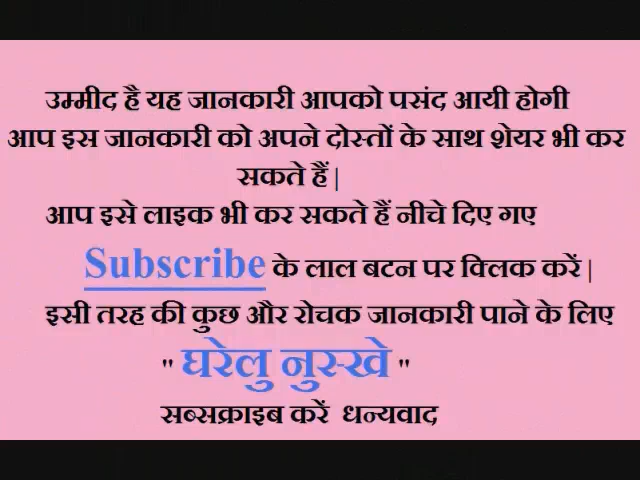 उम्मीद है यह जानकारी आपको पसंद आयी होगी
आप इस जानकारी को अपने दोस्तों के साथ शेयर भी कर
सकते हैं |
आप इसे लाइक भी कर सकते हैं नीचे दिए गए
Subscribe के लाल बटन पर क्लिक करें |
इसी तरह की कुछ और रोचक जानकारी पाने के लिए
" घरेलु नुस्खे "
सब्सक्राइब करें धन्यवाद